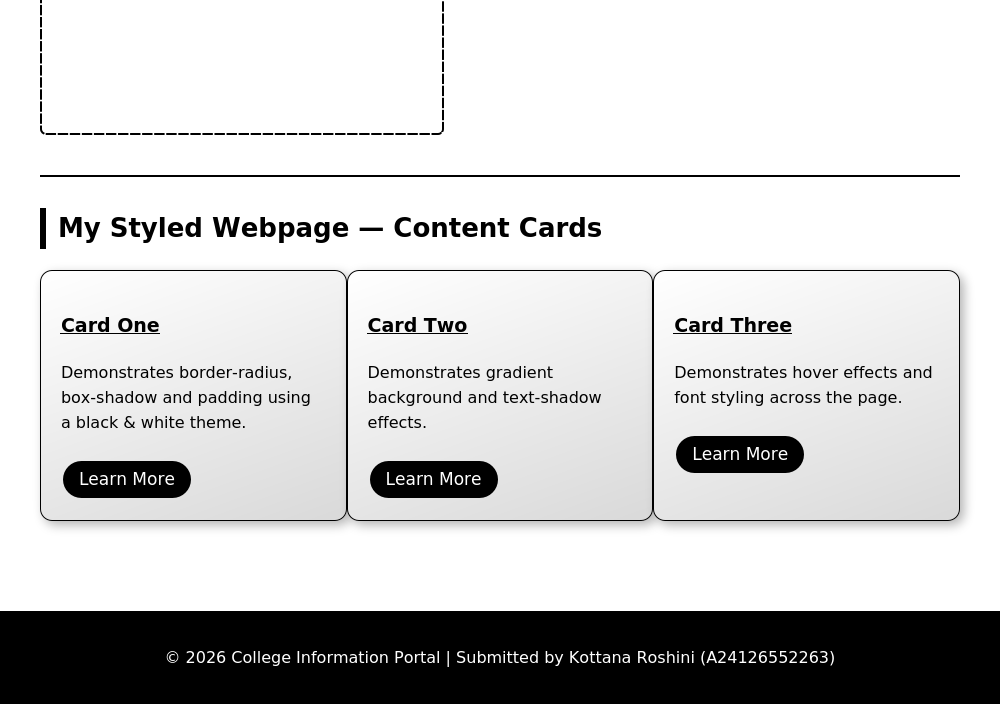 My Styled Webpage — Content Cards
Card One
Demonstrates border-radius,
box-shadow and padding using
a black & white theme.
Learn More
Card Two
Demonstrates gradient
background and text-shadow
effects.
Learn More
Card Three
Demonstrates hover effects and
font styling across the page.
Learn More
© 2026 College Information Portal | Submitted by Kottana Roshini (A24126552263)